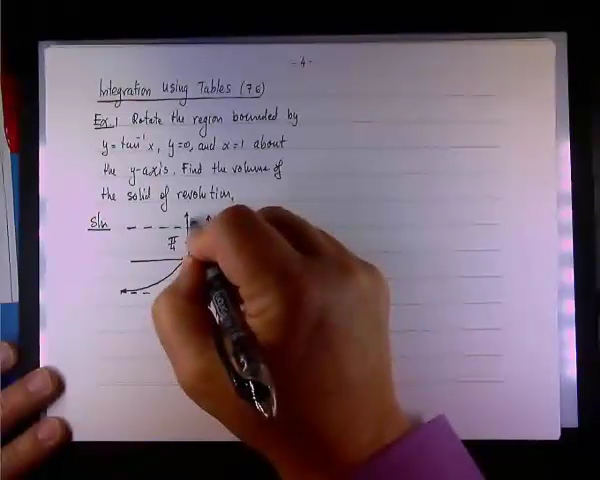 - 4 -
Integration Using Tables (7.6)
Ex.1 Rotate the region bounded by
y = tan⁻¹ x, y=0, and x=1 about
the y-axis. Find the volume of
the solid of revolution.
Sln
π/4